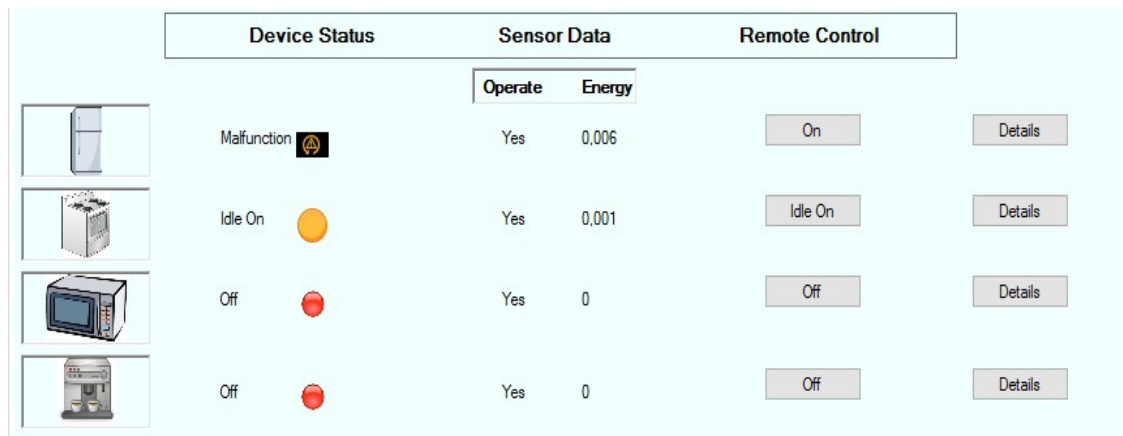 Device Status Sensor Data Remote Control
Operate Energy
Malfunction Yes 0,006 On Details
Idle On Yes 0,001 Idle On Details
Off Yes 0 Off Details
Off Yes 0 Off Details